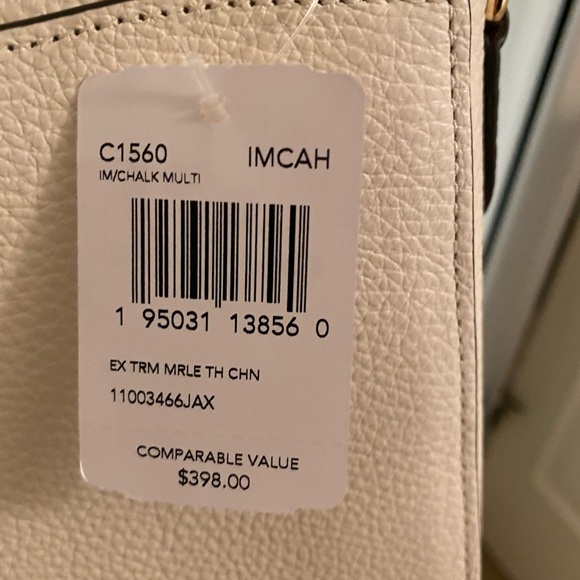 C1560 IMCAH
IM/CHALK MULTI
1 95031 13856 0
EX TRM MRLE TH CHN
11003466JAX
COMPARABLE VALUE
$398.00